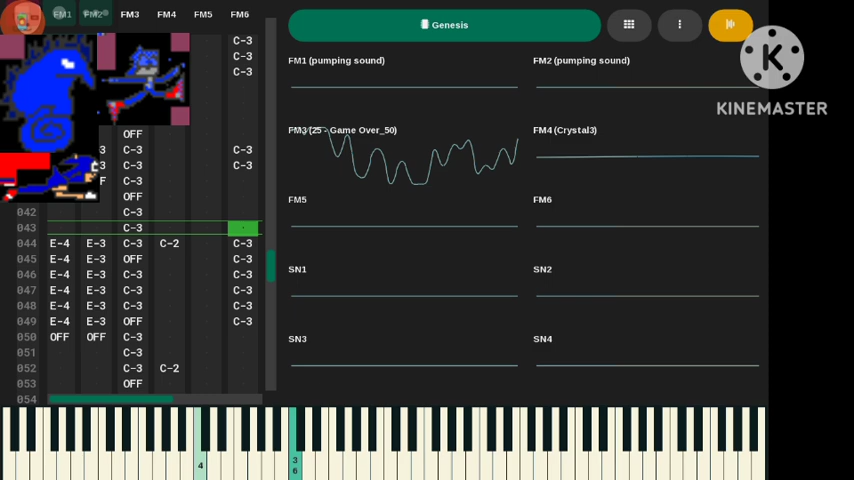 FM1 FM2 FM3 FM4 FM5 FM6
Genesis
C-3
C-3
C-3
FM1 (pumping sound)
FM2 (pumping sound)
OFF
FM3 (25 - Game Over_50)
FM4 (Crystal3)
3 C-3 C-3
3 C-3 C-3
F OFF
OFF
FM5
FM6
042 C-3
043 C-3
044 E-4 E-3 C-3 C-2 C-3
045 E-4 E-3 OFF C-3
046 E-4 E-3 C-3 C-3
047 E-4 E-3 C-3 C-3
048 E-4 E-3 C-3 C-3
049 E-4 E-3 OFF C-3
050 OFF OFF C-3
051 C-3
052 C-3 C-2
053 OFF
054
SN1
SN2
SN3
SN4
KINEMASTER
4
3
6